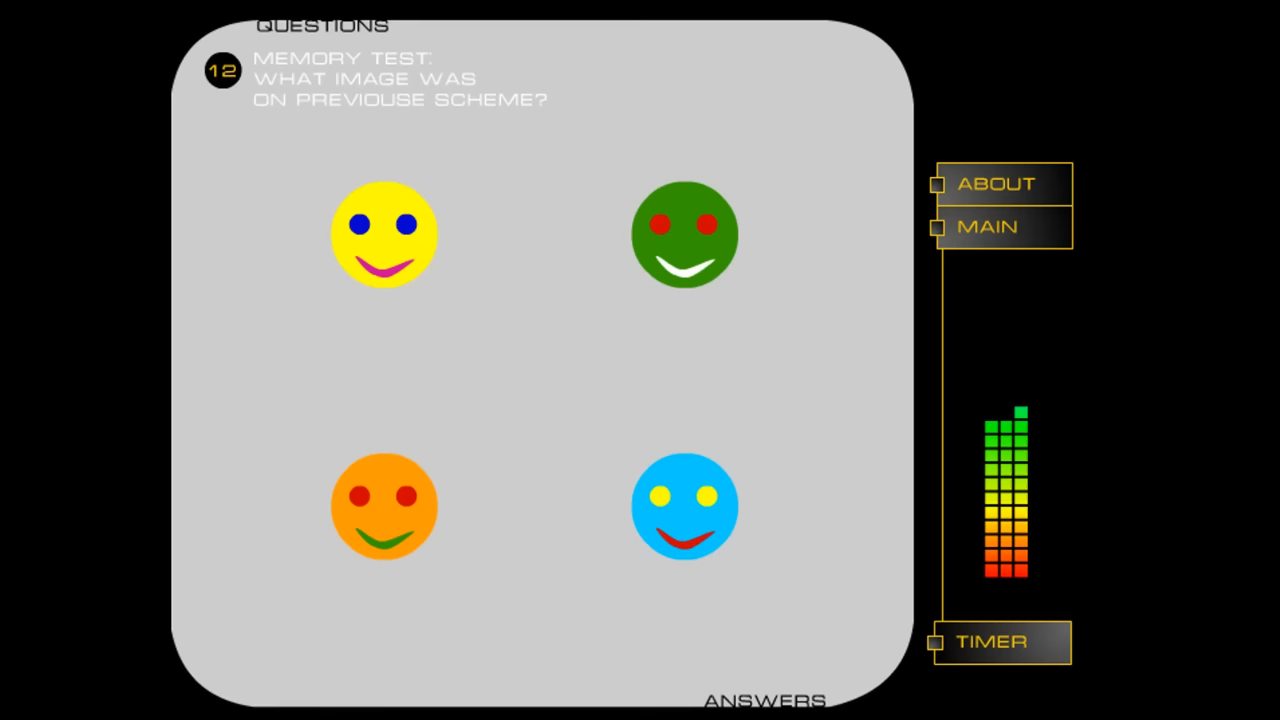 QUESTIONS
12
MEMORY TEST:
WHAT IMAGE WAS
ON PREVIOUSE SCHEME?
ABOUT
MAIN
TIMER
ANSWERS